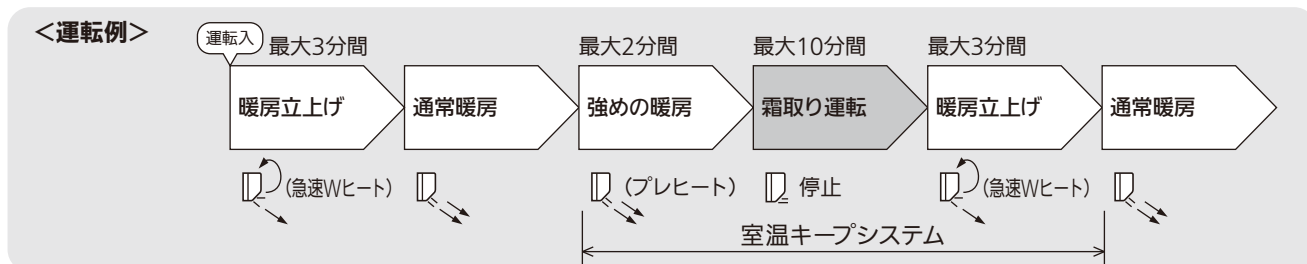 ＜運転例＞
運転入
最大3分間
最大2分間
最大10分間
最大3分間
暖房立上げ
通常暖房
強めの暖房
霜取り運転
暖房立上げ
通常暖房
(急速Wヒート)
(プレヒート)
停止
(急速Wヒート)
室温キープシステム